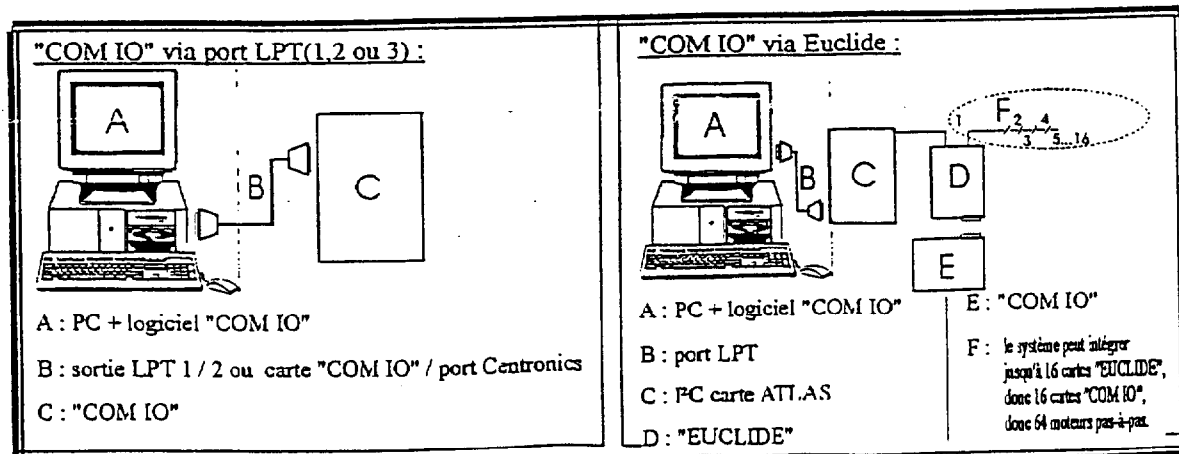 "COM IO" via port LPT(1,2 ou 3) :
A
B
C
A : PC + logiciel "COM IO"
B : sortie LPT 1 / 2 ou carte "COM IO" / port Centronics
C : "COM IO"
"COM IO" via Euclide :
A
B
C
D
E
1 F 2 3 4 5...16
A : PC + logiciel "COM IO"
B : port LPT
C : I²C carte ATLAS
D : "EUCLIDE"
E : "COM IO"
F : le système peut intégrer
jusqu'à 16 cartes "EUCLIDE",
donc 16 cartes "COM IO",
donc 64 moteurs pas-à-pas.